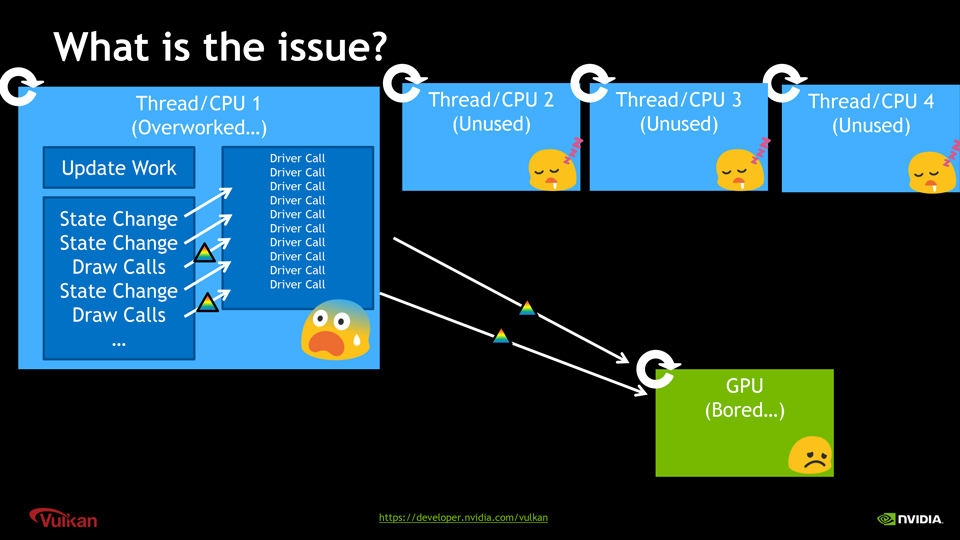 What is the issue?
Thread/CPU 1
(Overworked…)
Update Work
State Change
State Change
Draw Calls
State Change
Draw Calls
…
Driver Call
Driver Call
Driver Call
Driver Call
Driver Call
Driver Call
Driver Call
Driver Call
Driver Call
Driver Call
Thread/CPU 2
(Unused)
zzz
Thread/CPU 3
(Unused)
zzz
Thread/CPU 4
(Unused)
zzz
GPU
(Bored…)
Vulkan
https://developer.nvidia.com/vulkan
NVIDIA.